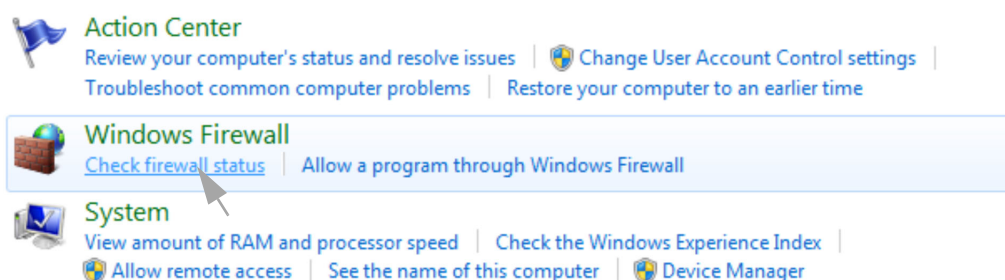 Action Center
Review your computer's status and resolve issues Change User Account Control settings
Troubleshoot common computer problems Restore your computer to an earlier time
Windows Firewall
Check firewall status Allow a program through Windows Firewall
System
View amount of RAM and processor speed Check the Windows Experience Index
Allow remote access See the name of this computer Device Manager